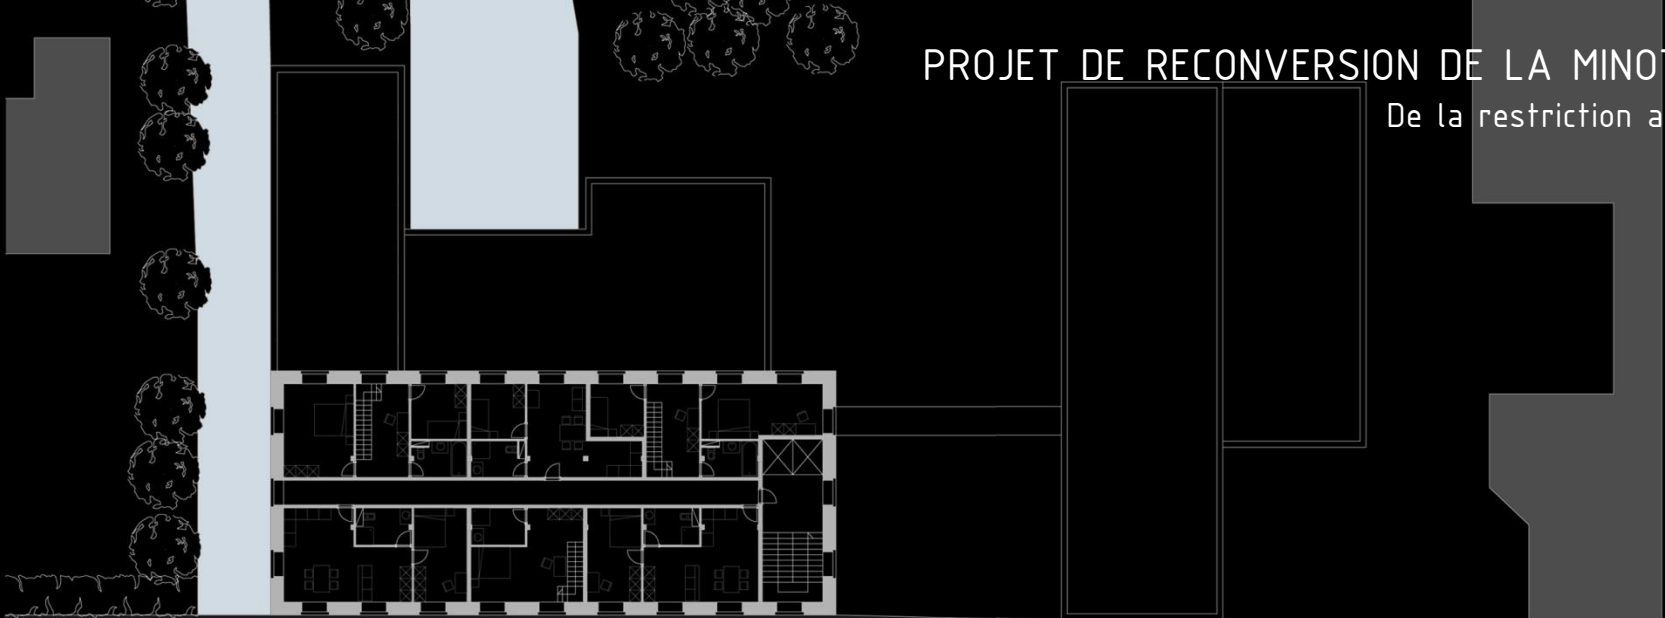 PROJET DE RECONVERSION DE LA MINOT
De la restriction a